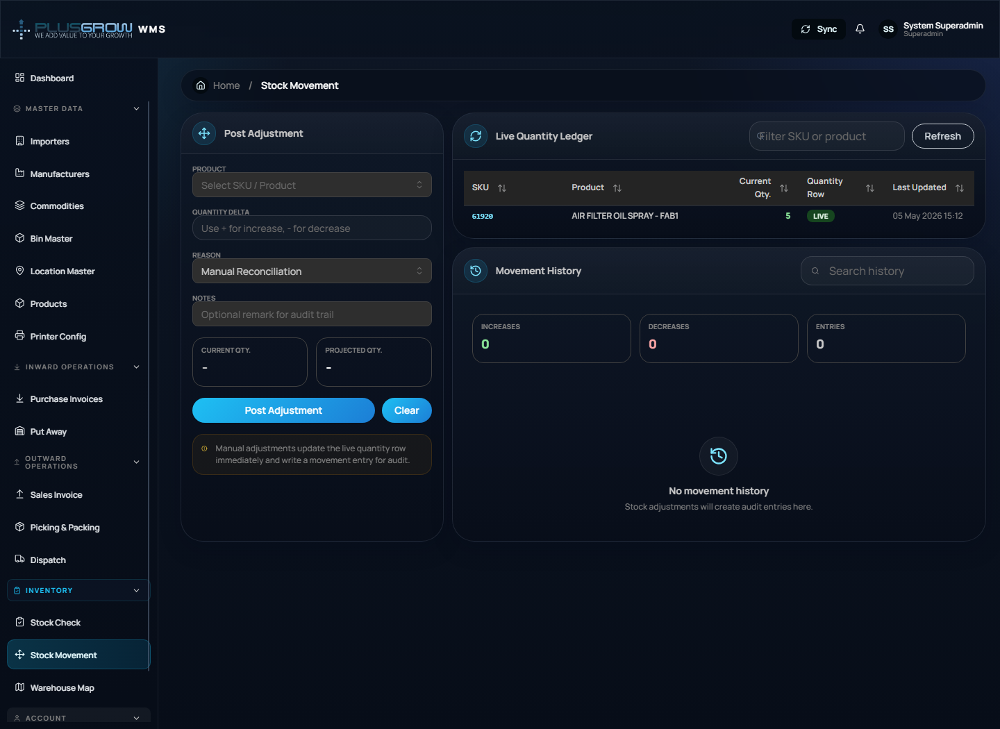 PLUSGROW WMS
WE ADD VALUE TO YOUR GROWTH
Sync
SS
System Superadmin
Superadmin
Dashboard
MASTER DATA
Importers
Manufacturers
Commodities
Bin Master
Location Master
Products
Printer Config
INWARD OPERATIONS
Purchase Invoices
Put Away
OUTWARD
OPERATIONS
Sales Invoice
Picking & Packing
Dispatch
INVENTORY
Stock Check
Stock Movement
Warehouse Map
ACCOUNT
Home / Stock Movement
Post Adjustment
PRODUCT
Select SKU / Product
QUANTITY DELTA
Use + for increase, - for decrease
REASON
Manual Reconciliation
NOTES
Optional remark for audit trail
CURRENT QTY.
-
PROJECTED QTY.
-
Post Adjustment
Clear
Manual adjustments update the live quantity row
immediately and write a movement entry for audit.
Live Quantity Ledger
Filter SKU or product
Refresh
SKU
Product
Current
Qty.
Quantity
Row
Last Updated
61920
AIR FILTER OIL SPRAY - FAB1
5
LIVE
05 May 2026 15:12
Movement History
Search history
INCREASES
0
DECREASES
0
ENTRIES
0
No movement history
Stock adjustments will create audit entries here.